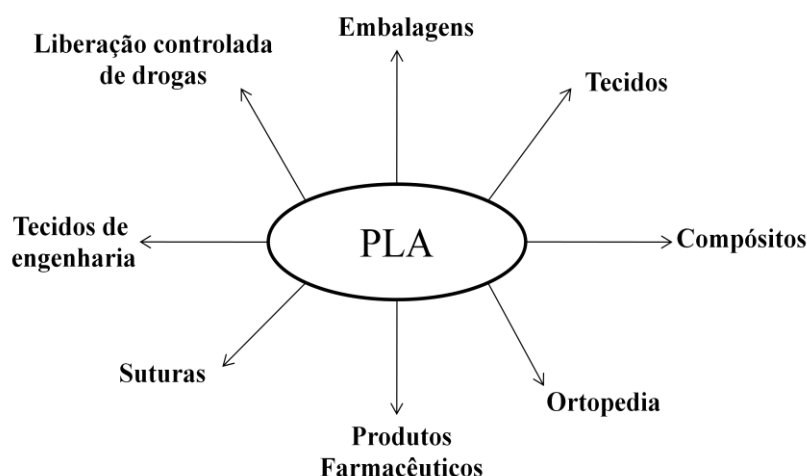 Embalagens
Liberação controlada
de drogas
Tecidos
Tecidos de
engenharia
PLA
Compósitos
Suturas
Ortopedia
Produtos
Farmacêuticos